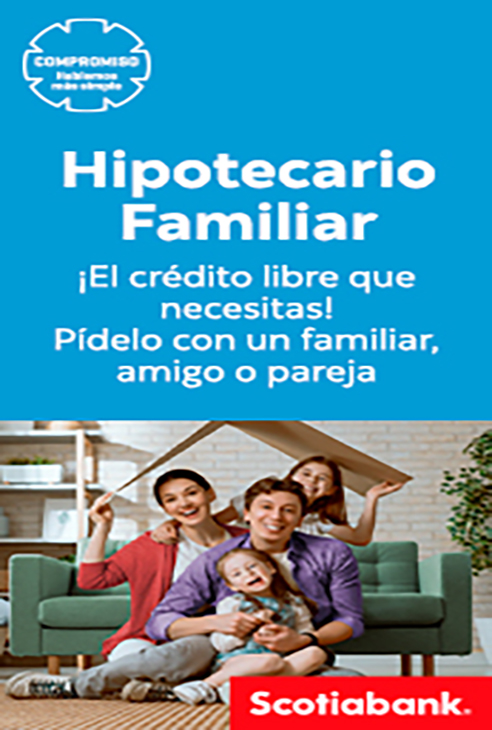 COMPROMISO
Hablemos
más simple
Hipotecario
Familiar
¡El crédito libre que
necesitas!
Pídelo con un familiar,
amigo o pareja
Scotiabank.